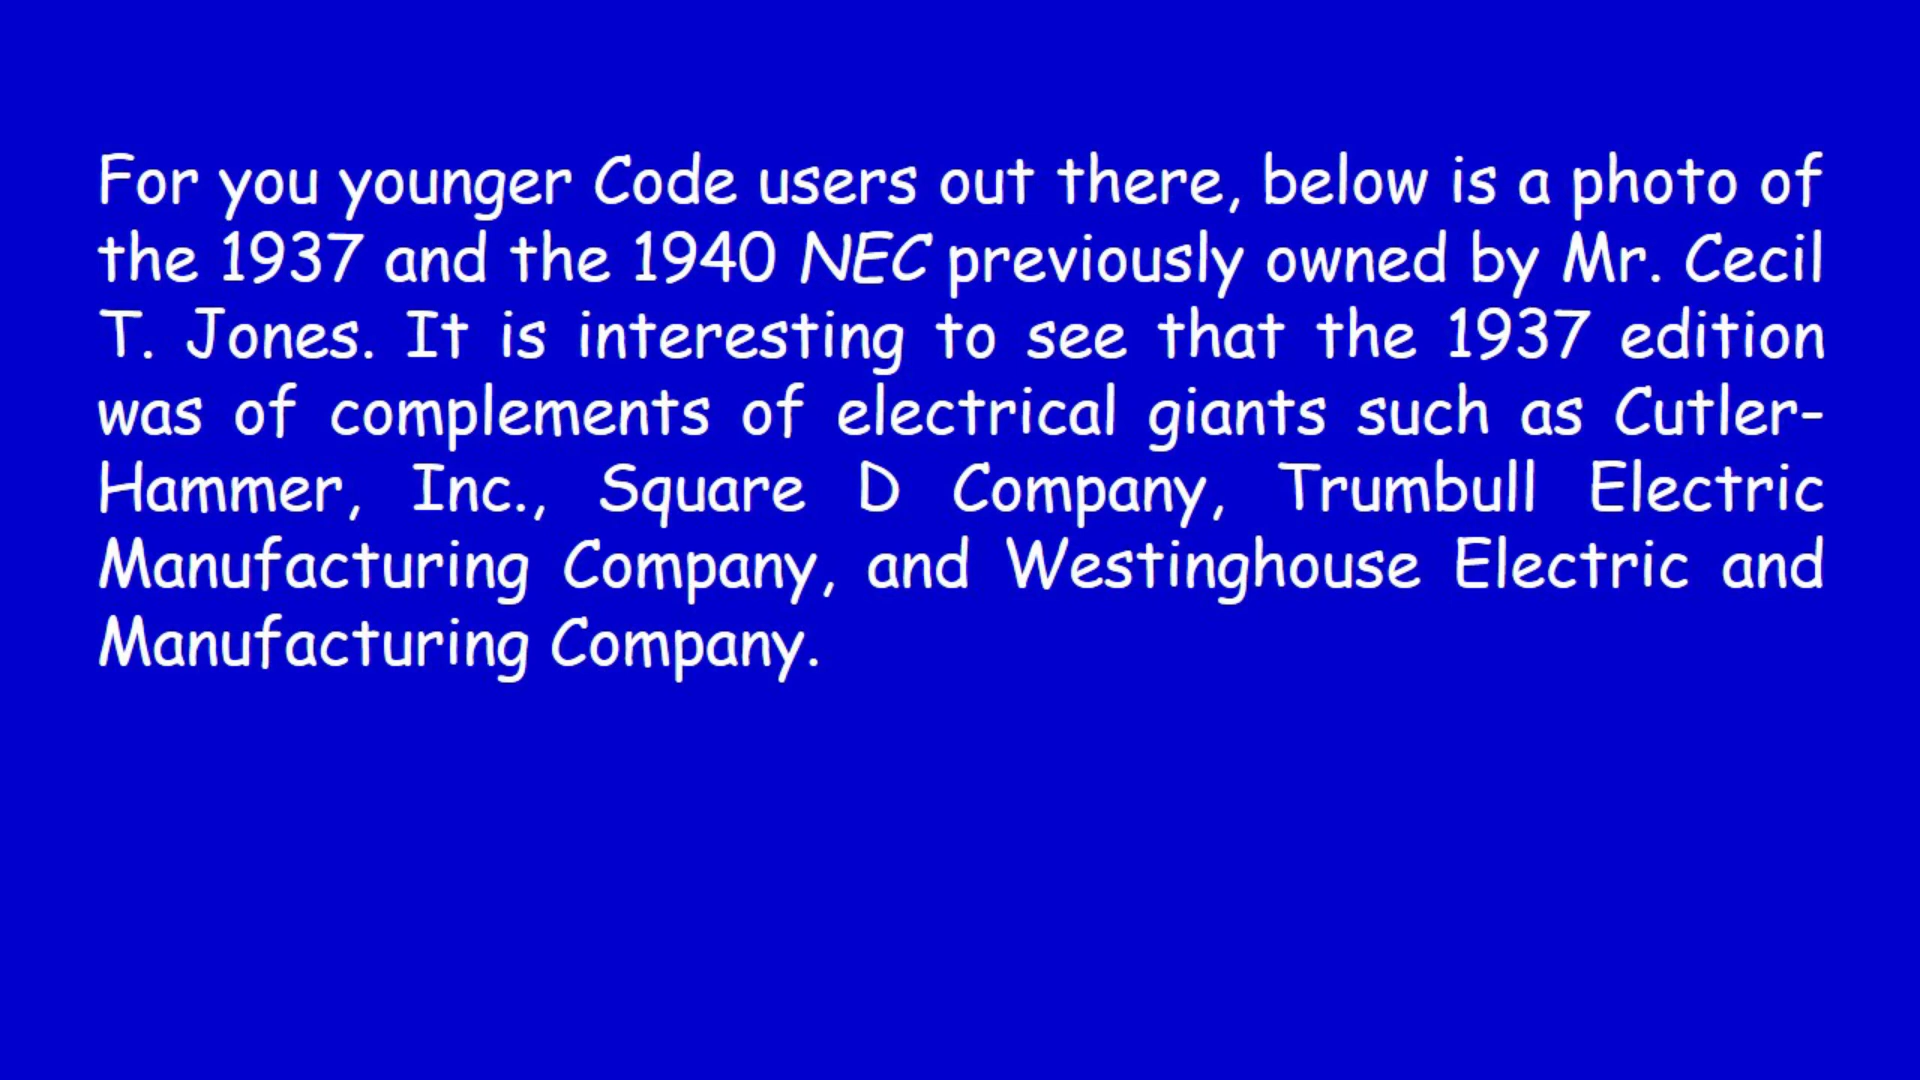 For you younger Code users out there, below is a photo of
the 1937 and the 1940 NEC previously owned by Mr. Cecil
T. Jones. It is interesting to see that the 1937 edition
was of complements of electrical giants such as Cutler-
Hammer, Inc., Square D Company, Trumbull Electric
Manufacturing Company, and Westinghouse Electric and
Manufacturing Company.